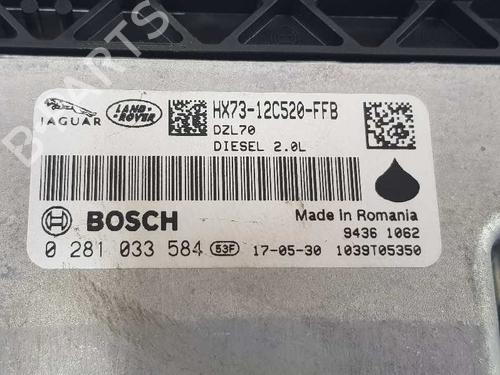 JAGUAR
LAND-ROVER
HX73-12C520-FFB
DZL70
DIESEL 2.0L
BOSCH
Made in Romania
9436 1062
0 281 033 584 53F 17-05-30 1039T05350